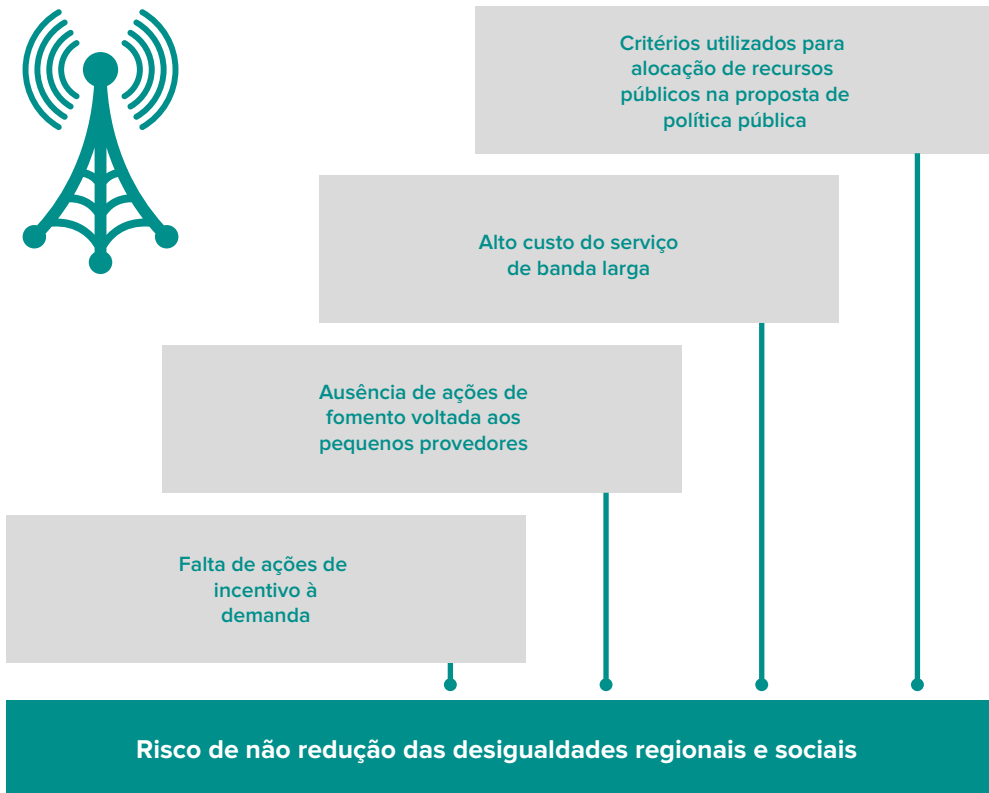 Critérios utilizados para
alocação de recursos
públicos na proposta de
política pública
Alto custo do serviço
de banda larga
Ausência de ações de
fomento voltada aos
pequenos provedores
Falta de ações de
incentivo à
demanda
Risco de não redução das desigualdades regionais e sociais